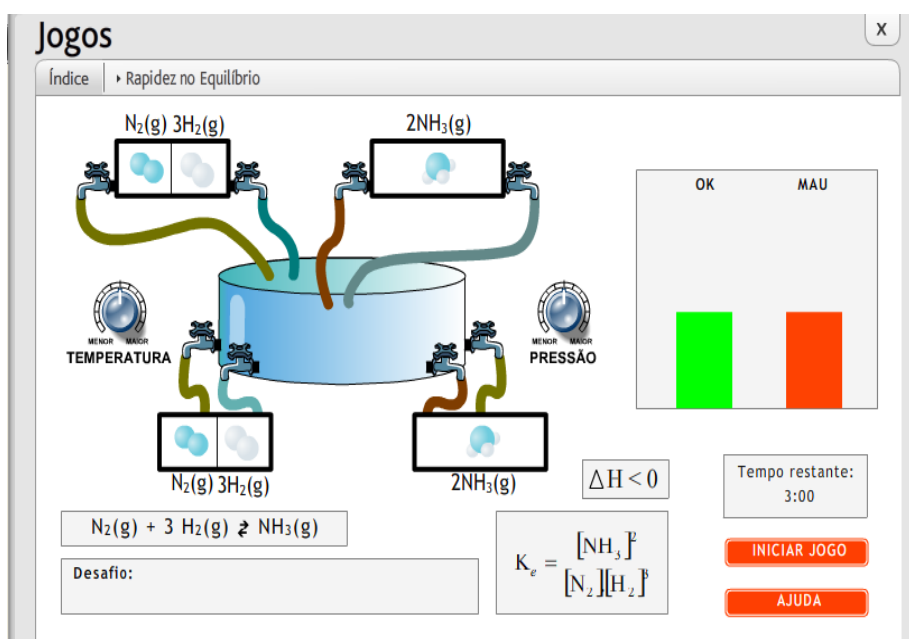 Jogos
X
Índice ‣ Rapidez no Equilíbrio
N₂(g) 3H₂(g)
2NH₃(g)
OK MAU
MENOR MAIOR
TEMPERATURA
MENOR MAIOR
PRESSÃO
N₂(g) 3H₂(g)
2NH₃(g)
ΔH < 0
Tempo restante:
3:00
N₂(g) + 3 H₂(g) ⇄ NH₃(g)
Kₑ = [NH₃]² / [N₂][H₂]³
INICIAR JOGO
Desafio:
AJUDA